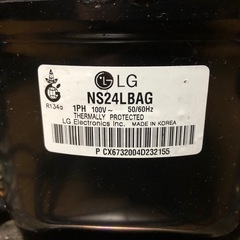 LG
NS24LBAG
R134a
1PH 100V~ 50/60Hz
THERMALLY PROTECTED
LG Electronics Inc. MADE IN KOREA
P CX6732004D232155